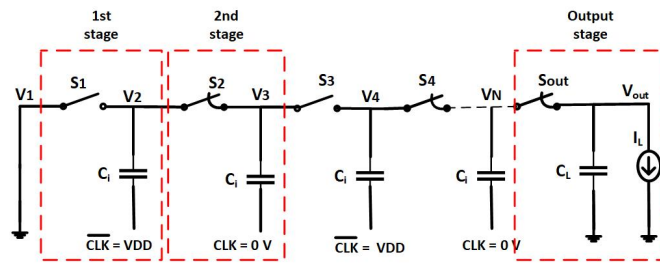 1st stage
2nd stage
Output stage
V1
S1
V2
S2
V3
S3
V4
S4
VN
Sout
Vout
Ci
Ci
Ci
Ci
CL
IL
CLK = VDD
CLK = 0 V
CLK = VDD
CLK = 0 V